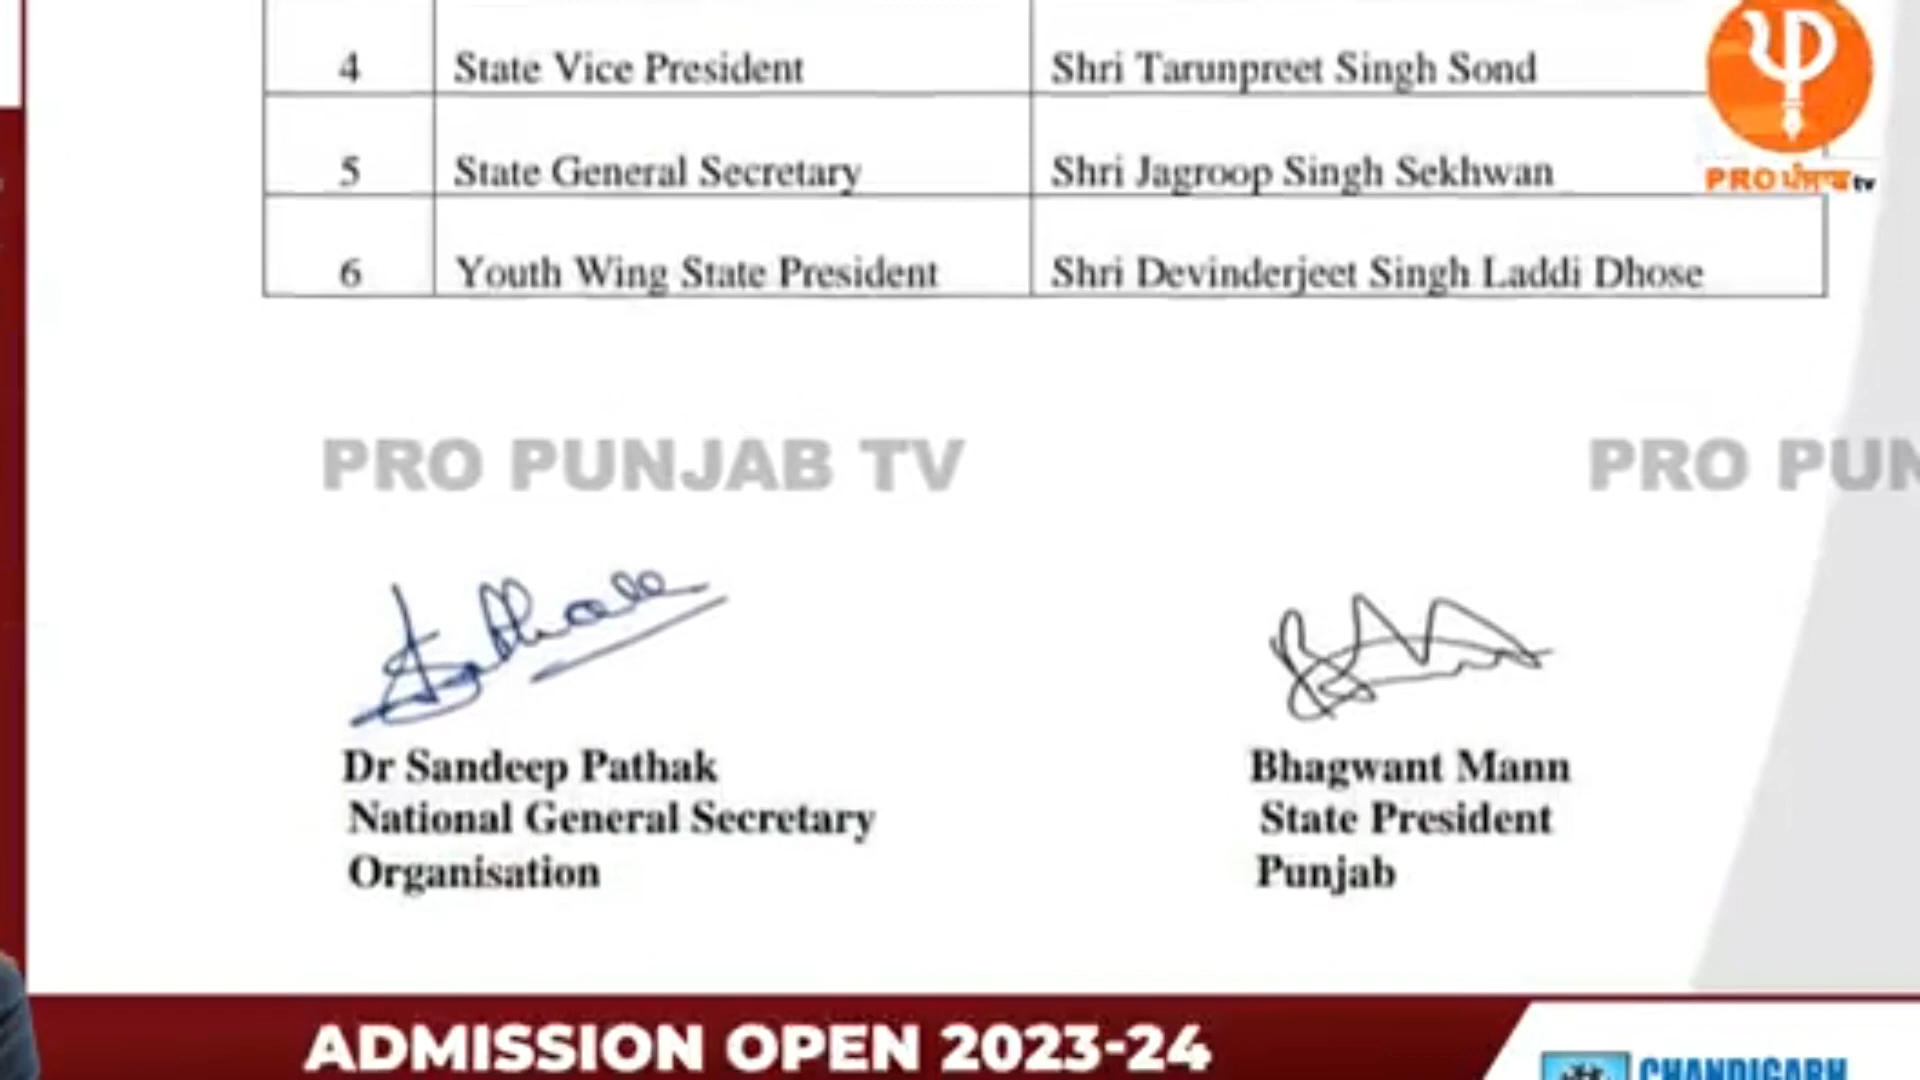 4 State Vice President Shri Tarunpreet Singh Sond
5 State General Secretary Shri Jagroop Singh Sekhwan
PRO ਪੰਜਾਬ tv
6 Youth Wing State President Shri Devinderjeet Singh Laddi Dhose
PRO PUNJAB TV PRO PUN
Dr Sandeep Pathak
National General Secretary
Organisation
Bhagwant Mann
State President
Punjab
ADMISSION OPEN 2023-24
CHANDIGARH